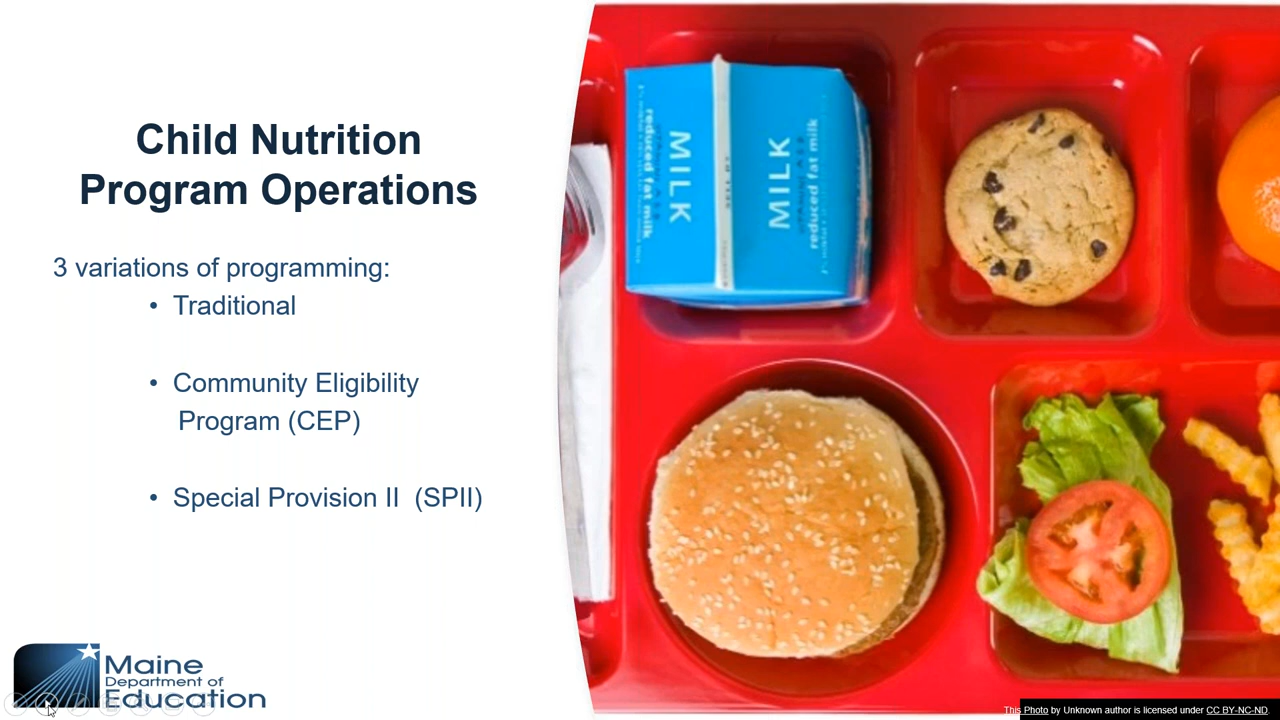 Child Nutrition
Program Operations
3 variations of programming:
• Traditional
• Community Eligibility
Program (CEP)
• Special Provision II (SPII)
MILK
reduced fat milk
MILK
reduced fat milk
Maine
Department of
Education
This Photo by Unknown author is licensed under CC BY-NC-ND.